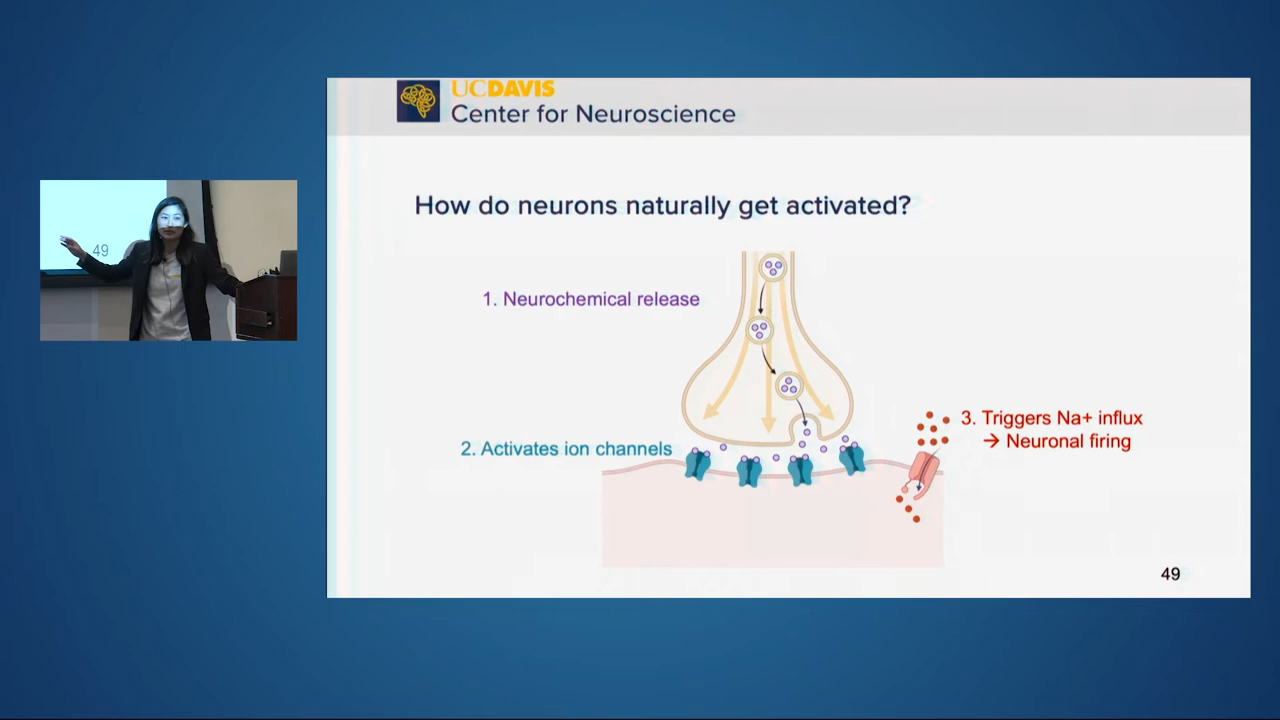 UCDAVIS
Center for Neuroscience
How do neurons naturally get activated?
1. Neurochemical release
3. Triggers Na+ influx
→ Neuronal firing
2. Activates ion channels
49
49